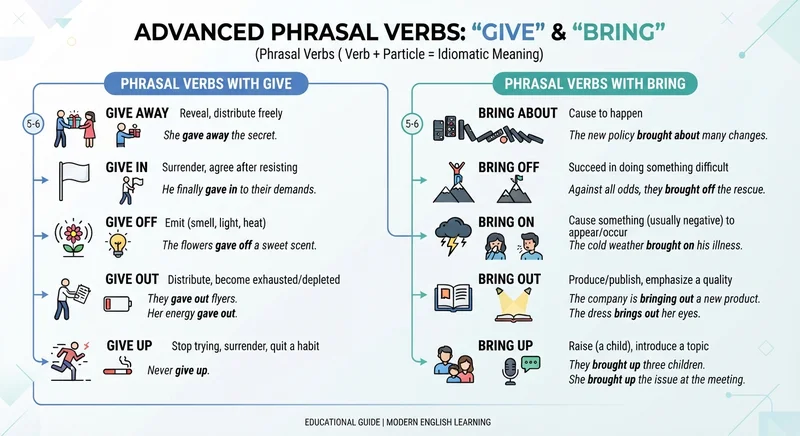 ADVANCED PHRASAL VERBS: “GIVE” & “BRING”
(Phrasal Verbs ( Verb + Particle = Idiomatic Meaning)
PHRASAL VERBS WITH GIVE
5-6
GIVE AWAY Reveal, distribute freely
She gave away the secret.
GIVE IN Surrender, agree after resisting
He finally gave in to their demands.
GIVE OFF Emit (smell, light, heat)
The flowers gave off a sweet scent.
GIVE OUT Distribute, become exhausted/depleted
They gave out flyers.
Her energy gave out.
GIVE UP Stop trying, surrender, quit a habit
Never give up.
PHRASAL VERBS WITH BRING
5-6
BRING ABOUT Cause to happen
The new policy brought about many changes.
BRING OFF Succeed in doing something difficult
Against all odds, they brought off the rescue.
BRING ON Cause something (usually negative) to
appear/occur
The cold weather brought on his illness.
BRING OUT Produce/publish, emphasize a quality
The company is bringing out a new product.
The dress brings out her eyes.
BRING UP Raise (a child), introduce a topic
They brought up three children.
She brought up the issue at the meeting.
EDUCATIONAL GUIDE | MODERN ENGLISH LEARNING